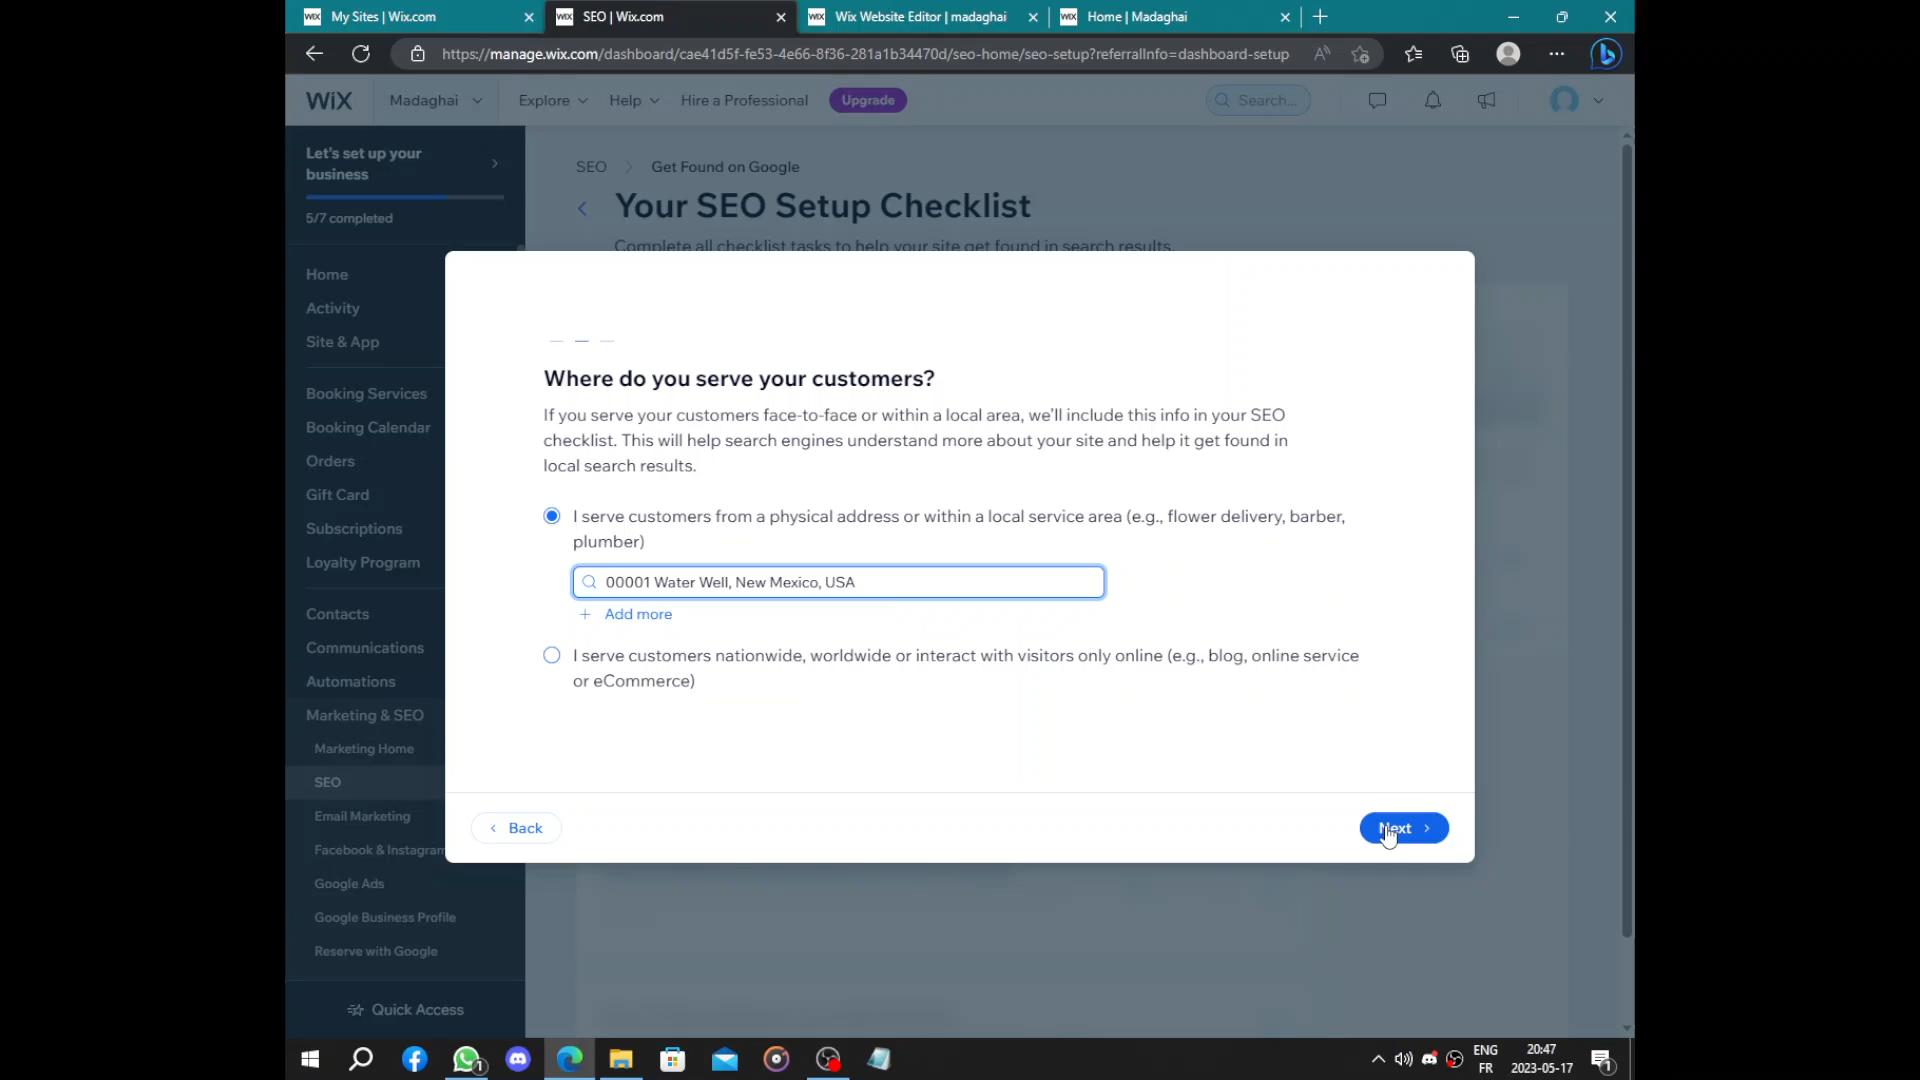 My Sites | Wix.com
SEO | Wix.com
Wix Website Editor | madaghai
Home | Madaghai
https://manage.wix.com/dashboard/cae41d5f-fe53-4e66-8f36-281a1b34470d/seo-home/seo-setup?referralInfo=dashboard-setup
WiX
Madaghai
Explore
Help
Hire a Professional
Upgrade
Search...
Let's set up your
business
5/7 completed
SEO
Get Found on Google
Your SEO Setup Checklist
Complete all checklist tasks to help your site get found in search results.
Home
Activity
Site & App
Booking Services
Booking Calendar
Orders
Gift Card
Subscriptions
Loyalty Program
Contacts
Communications
Automations
Marketing & SEO
Marketing Home
SEO
Email Marketing
Facebook & Instagram
Google Ads
Google Business Profile
Reserve with Google
Quick Access
Where do you serve your customers?
If you serve your customers face-to-face or within a local area, we'll include this info in your SEO
checklist. This will help search engines understand more about your site and help it get found in
local search results.
I serve customers from a physical address or within a local service area (e.g., flower delivery, barber,
plumber)
00001 Water Well, New Mexico, USA
+ Add more
I serve customers nationwide, worldwide or interact with visitors only online (e.g., blog, online service
or eCommerce)
Back
Next
ENG
FR
20:47
2023-05-17